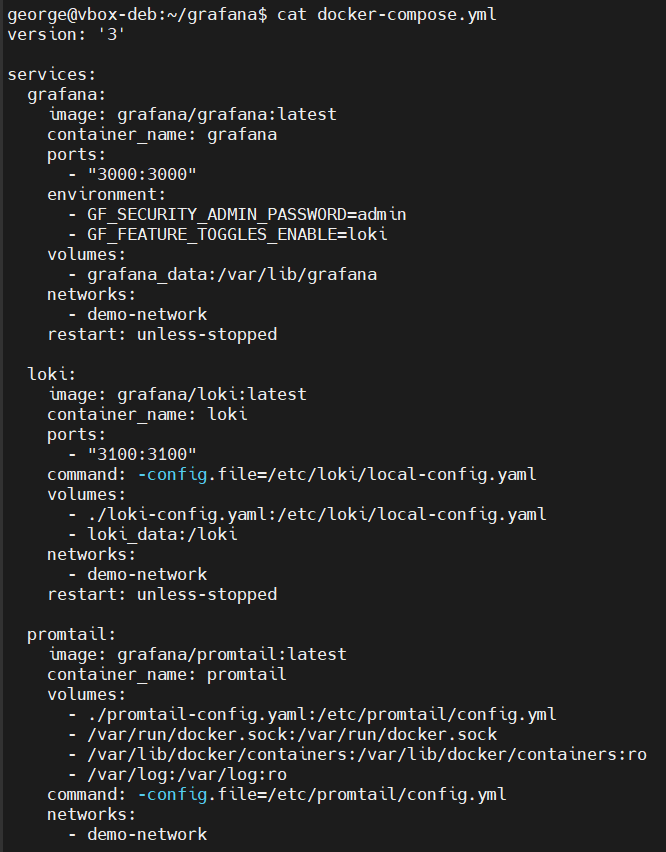 george@vbox-deb:~/grafana$ cat docker-compose.yml
version: '3'

services:
  grafana:
    image: grafana/grafana:latest
    container_name: grafana
    ports:
      - "3000:3000"
    environment:
      - GF_SECURITY_ADMIN_PASSWORD=admin
      - GF_FEATURE_TOGGLES_ENABLE=loki
    volumes:
      - grafana_data:/var/lib/grafana
    networks:
      - demo-network
    restart: unless-stopped

  loki:
    image: grafana/loki:latest
    container_name: loki
    ports:
      - "3100:3100"
    command: -config.file=/etc/loki/local-config.yaml
    volumes:
      - ./loki-config.yaml:/etc/loki/local-config.yaml
      - loki_data:/loki
    networks:
      - demo-network
    restart: unless-stopped

  promtail:
    image: grafana/promtail:latest
    container_name: promtail
    volumes:
      - ./promtail-config.yaml:/etc/promtail/config.yml
      - /var/run/docker.sock:/var/run/docker.sock
      - /var/lib/docker/containers:/var/lib/docker/containers:ro
      - /var/log:/var/log:ro
    command: -config.file=/etc/promtail/config.yml
    networks:
      - demo-network